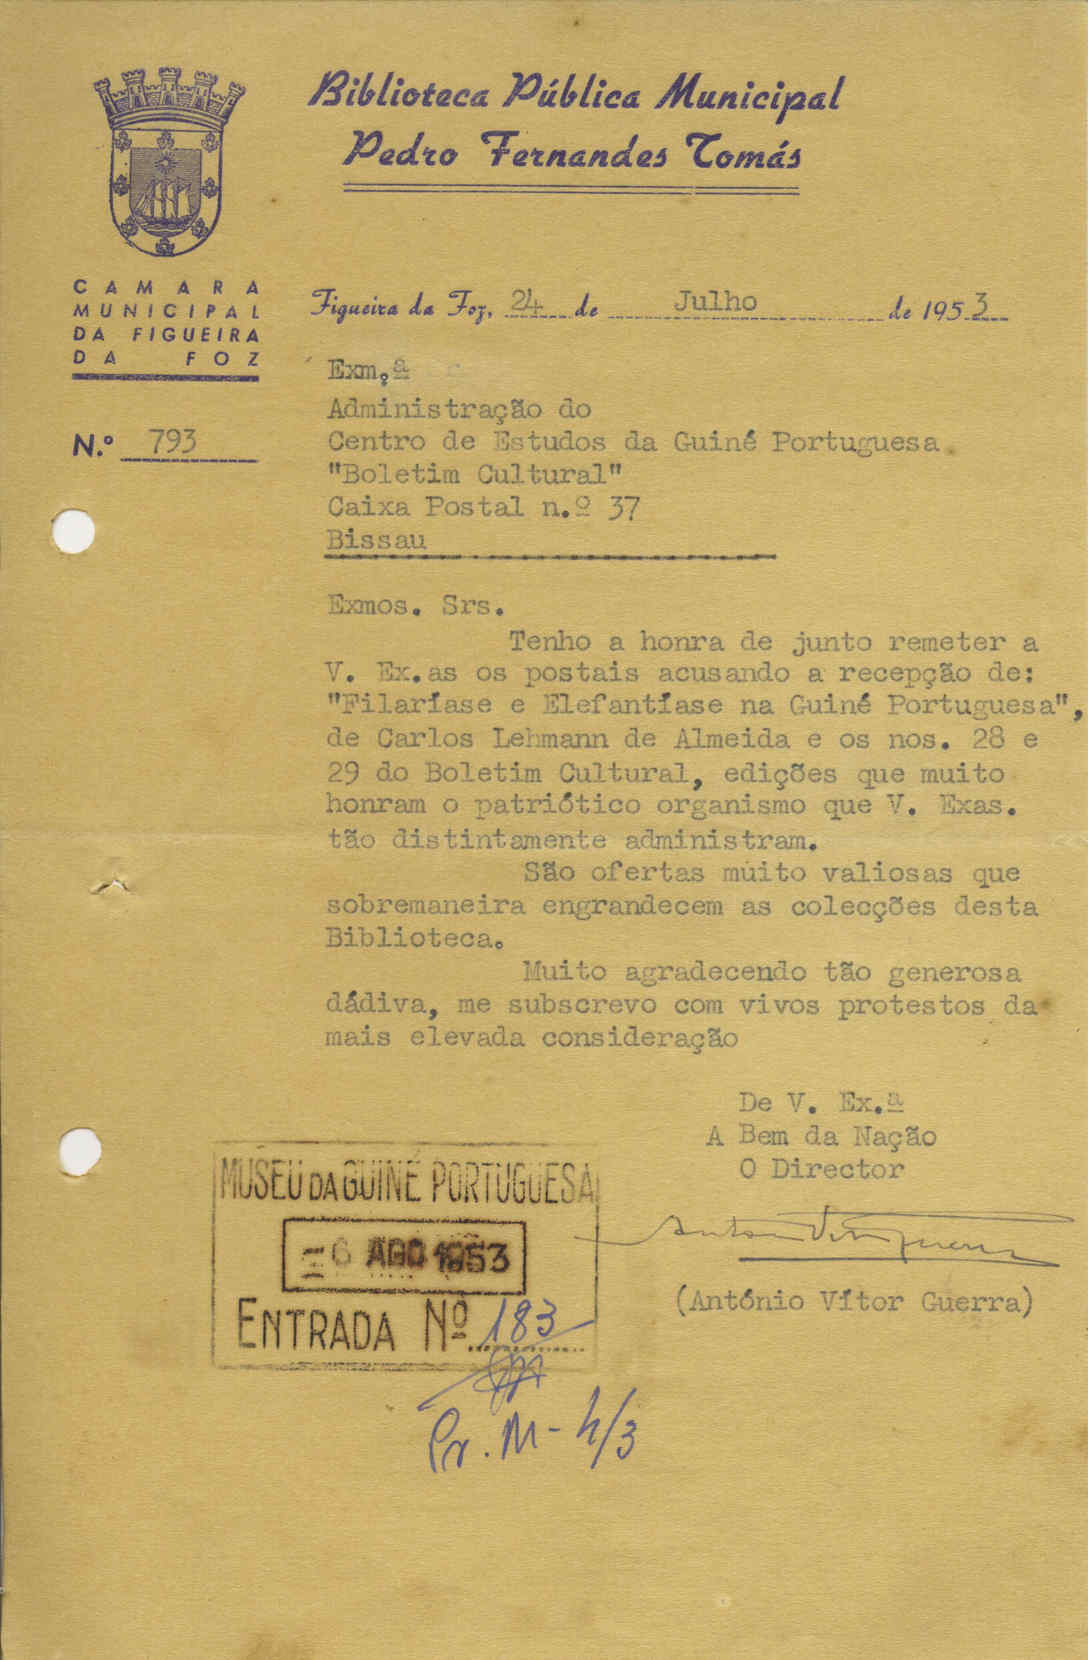 Biblioteca Pública Municipal
Pedro Fernandes Tomás
CAMARA
MUNICIPAL
DA FIGUEIRA
DA FOZ
Figueira da Foz, 24 de Julho de 1953
N.º 793
Exm.ª
Administração do
Centro de Estudos da Guiné Portuguesa
"Boletim Cultural"
Caixa Postal n.º 37
Bissau
Exmos. Srs.
Tenho a honra de junto remeter a
V. Ex.as os postais acusando a recepção de:
"Filaríase e Elefantíase na Guiné Portuguesa",
de Carlos Lehmann de Almeida e os nos. 28 e
29 do Boletim Cultural, edições que muito
honram o patriótico organismo que V. Exas.
tão distintamente administram.
São ofertas muito valiosas que
sobremaneira engrandecem as colecções desta
Biblioteca.
Muito agradecendo tão generosa
dádiva, me subscrevo com vivos protestos da
mais elevada consideração
De V. Ex.ª
A Bem da Nação
O Director
(António Vítor Guerra)
MUSEU DA GUINÉ PORTUGUESA
-6 AGO 1953
ENTRADA Nº 183
Pr. M - h/3